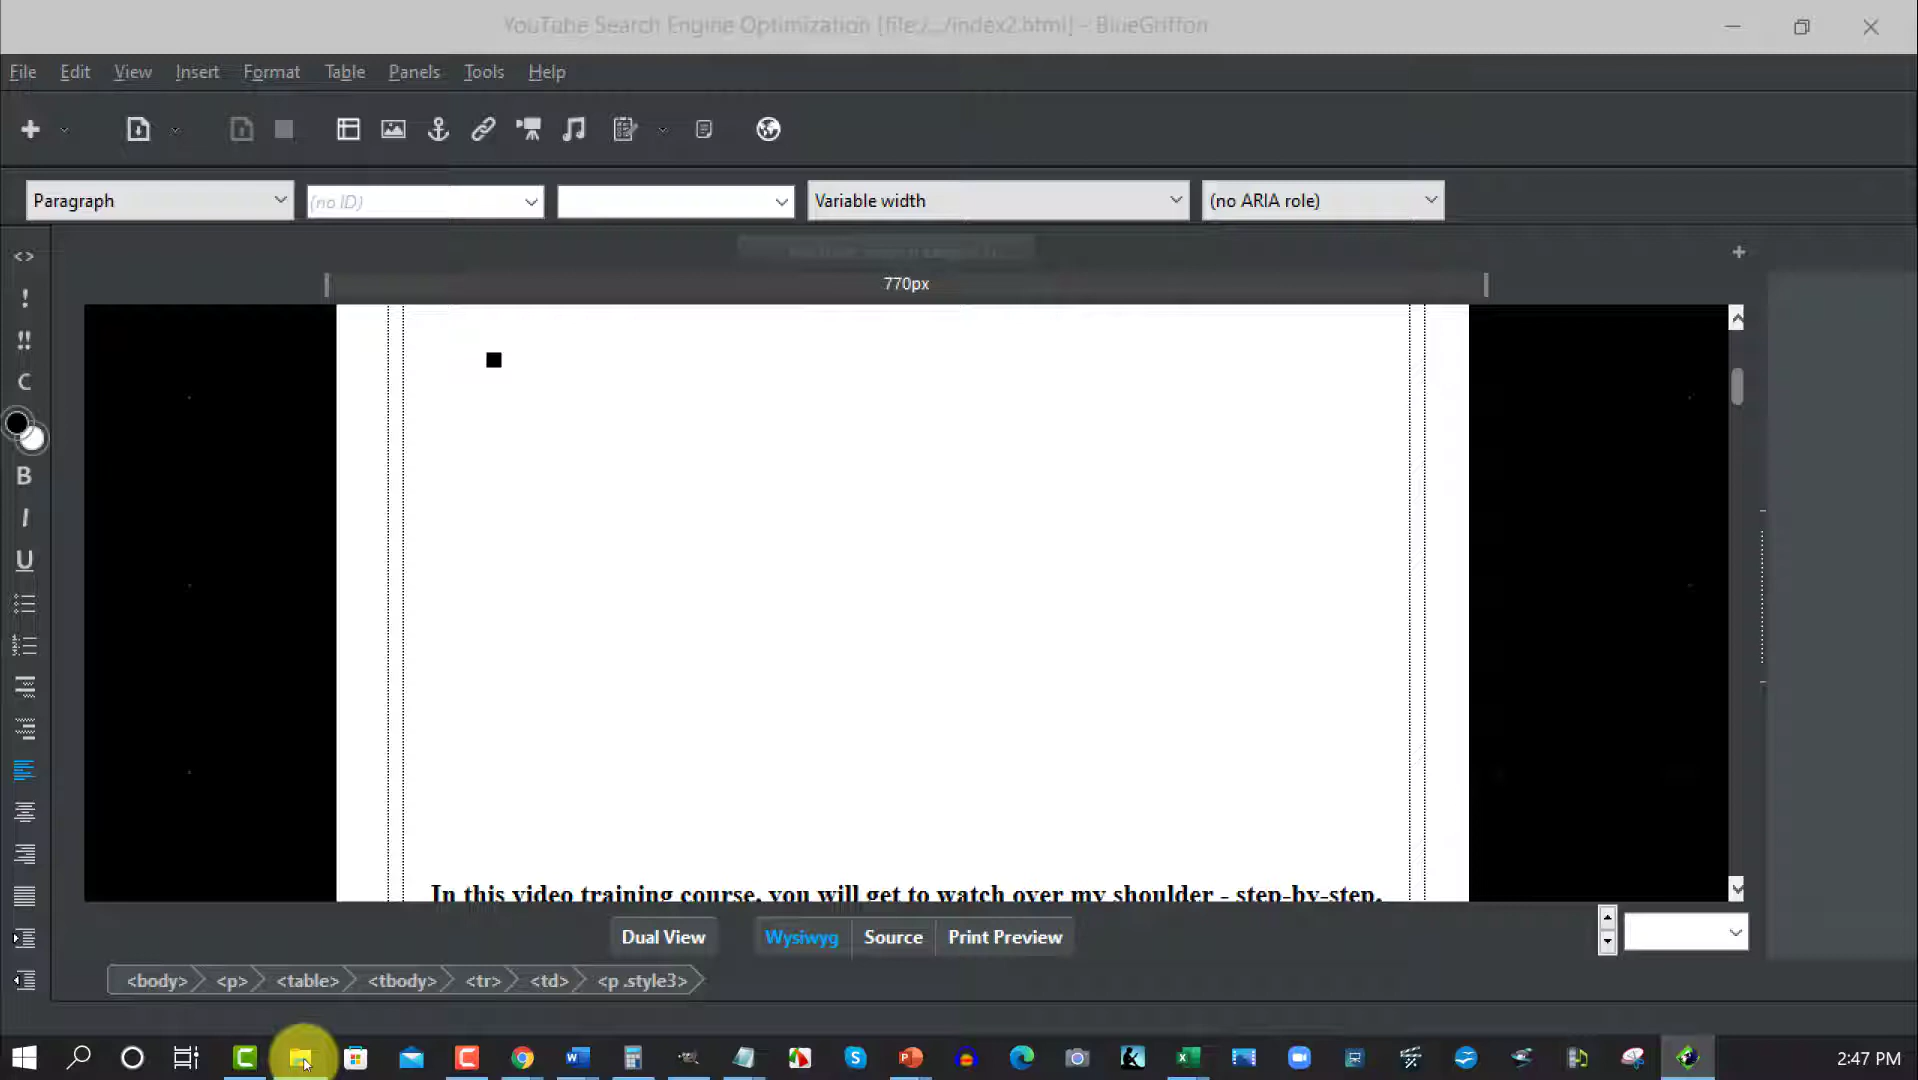 YouTube Search Engine Optimization [file:/.../index2.html] - BlueGriffon
File Edit View Insert Format Table Panels Tools Help
Paragraph (no ID) Variable width (no ARIA role)
770px
In this video training course, you will get to watch over my shoulder - step-by-step.
Dual View Wysiwyg Source Print Preview
<body> <p> <table> <tbody> <tr> <td> <p .style3>
2:47 PM